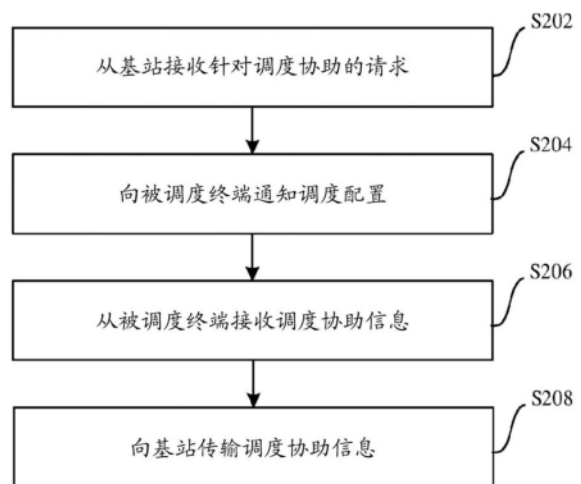 S202
从基站接收针对调度协助的请求
S204
向被调度终端通知调度配置
S206
从被调度终端接收调度协助信息
S208
向基站传输调度协助信息